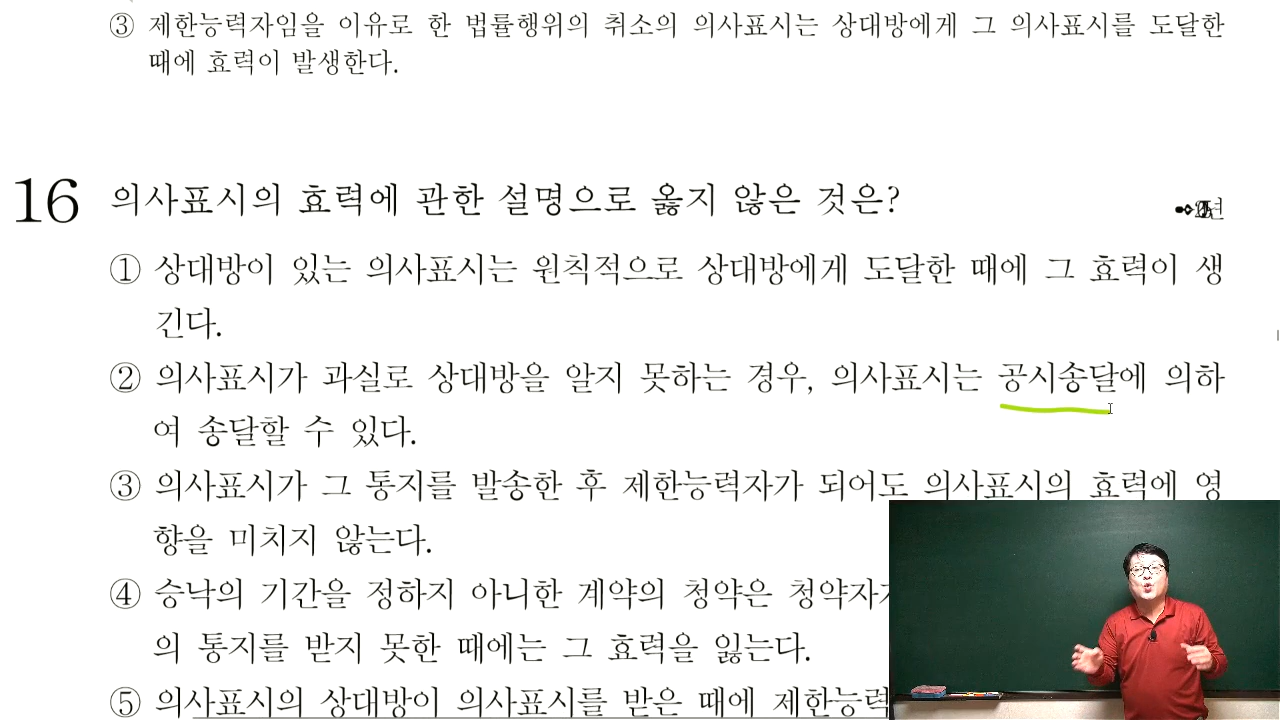 ③ 제한능력자임을 이유로 한 법률행위의 취소의 의사표시는 상대방에게 그 의사표시를 도달한
때에 효력이 발생한다.
16 의사표시의 효력에 관한 설명으로 옳지 않은 것은?
① 상대방이 있는 의사표시는 원칙적으로 상대방에게 도달한 때에 그 효력이 생
긴다.
② 의사표시가 과실로 상대방을 알지 못하는 경우, 의사표시는 공시송달에 의하
여 송달할 수 있다.
③ 의사표시가 그 통지를 발송한 후 제한능력자가 되어도 의사표시의 효력에 영
향을 미치지 않는다.
④ 승낙의 기간을 정하지 아니한 계약의 청약은 청약자가
의 통지를 받지 못한 때에는 그 효력을 잃는다.
⑤ 의사표시의 상대방이 의사표시를 받은 때에 제한능력